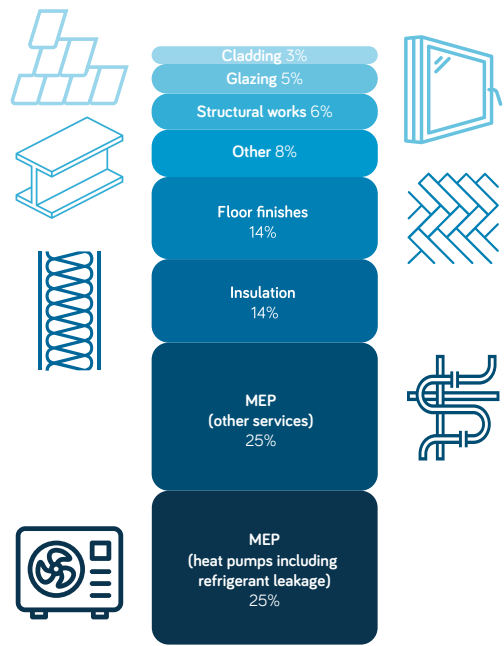 Cladding 3%
Glazing 5%
Structural works 6%
Other 8%
Floor finishes
14%
Insulation
14%
MEP
(other services)
25%
MEP
(heat pumps including
refrigerant leakage)
25%